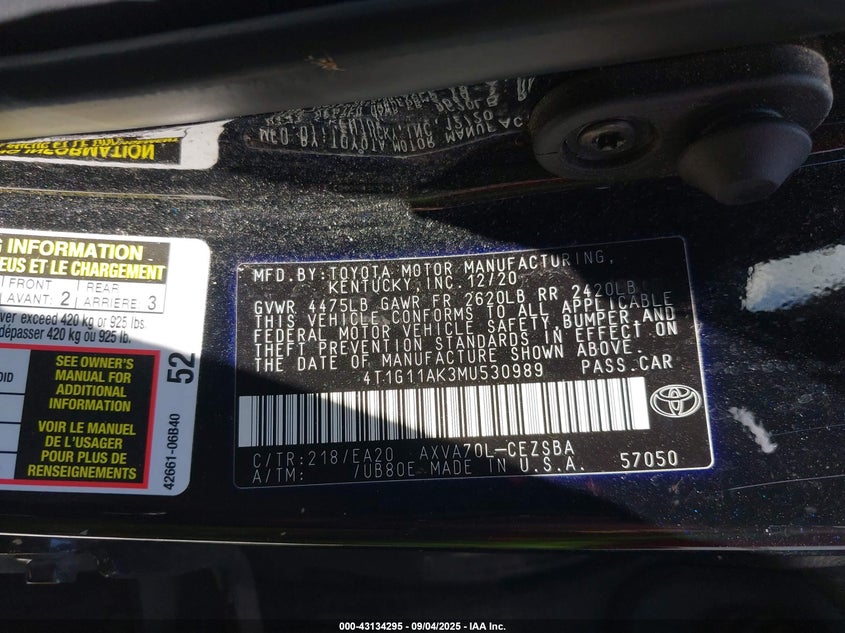 MFD. BY: TOYOTA MOTOR MANUFACTURING,
KENTUCKY, INC. 12/20
GVWR 4475LB GAWR FR 2620LB RR 2420LB
THIS VEHICLE CONFORMS TO ALL APPLICABLE
FEDERAL MOTOR VEHICLE SAFETY, BUMPER AND
THEFT PREVENTION STANDARDS IN EFFECT ON
THE DATE OF MANUFACTURE SHOWN ABOVE.
4T1G11AK3MU530989 PASS.CAR
C/TR: 218/EA20 AXVA70L-CEZSBA
A/TM: /UB80E MADE IN U.S.A. 57050
INFORMATION
ET LE CHARGEMENT
FRONT REAR
AVANT: 2 ARRIERE: 3
exceed 420 kg or 925 lbs.
dépasser 420 kg ou 925 lb.
SEE OWNER'S
MANUAL FOR
ADDITIONAL
INFORMATION
VOIR LE MANUEL
DE L'USAGER
POUR PLUS DE
RENSEIGNEMENTS
52
42661-06B40
000-43134295 - 09/04/2025 - IAA Inc.